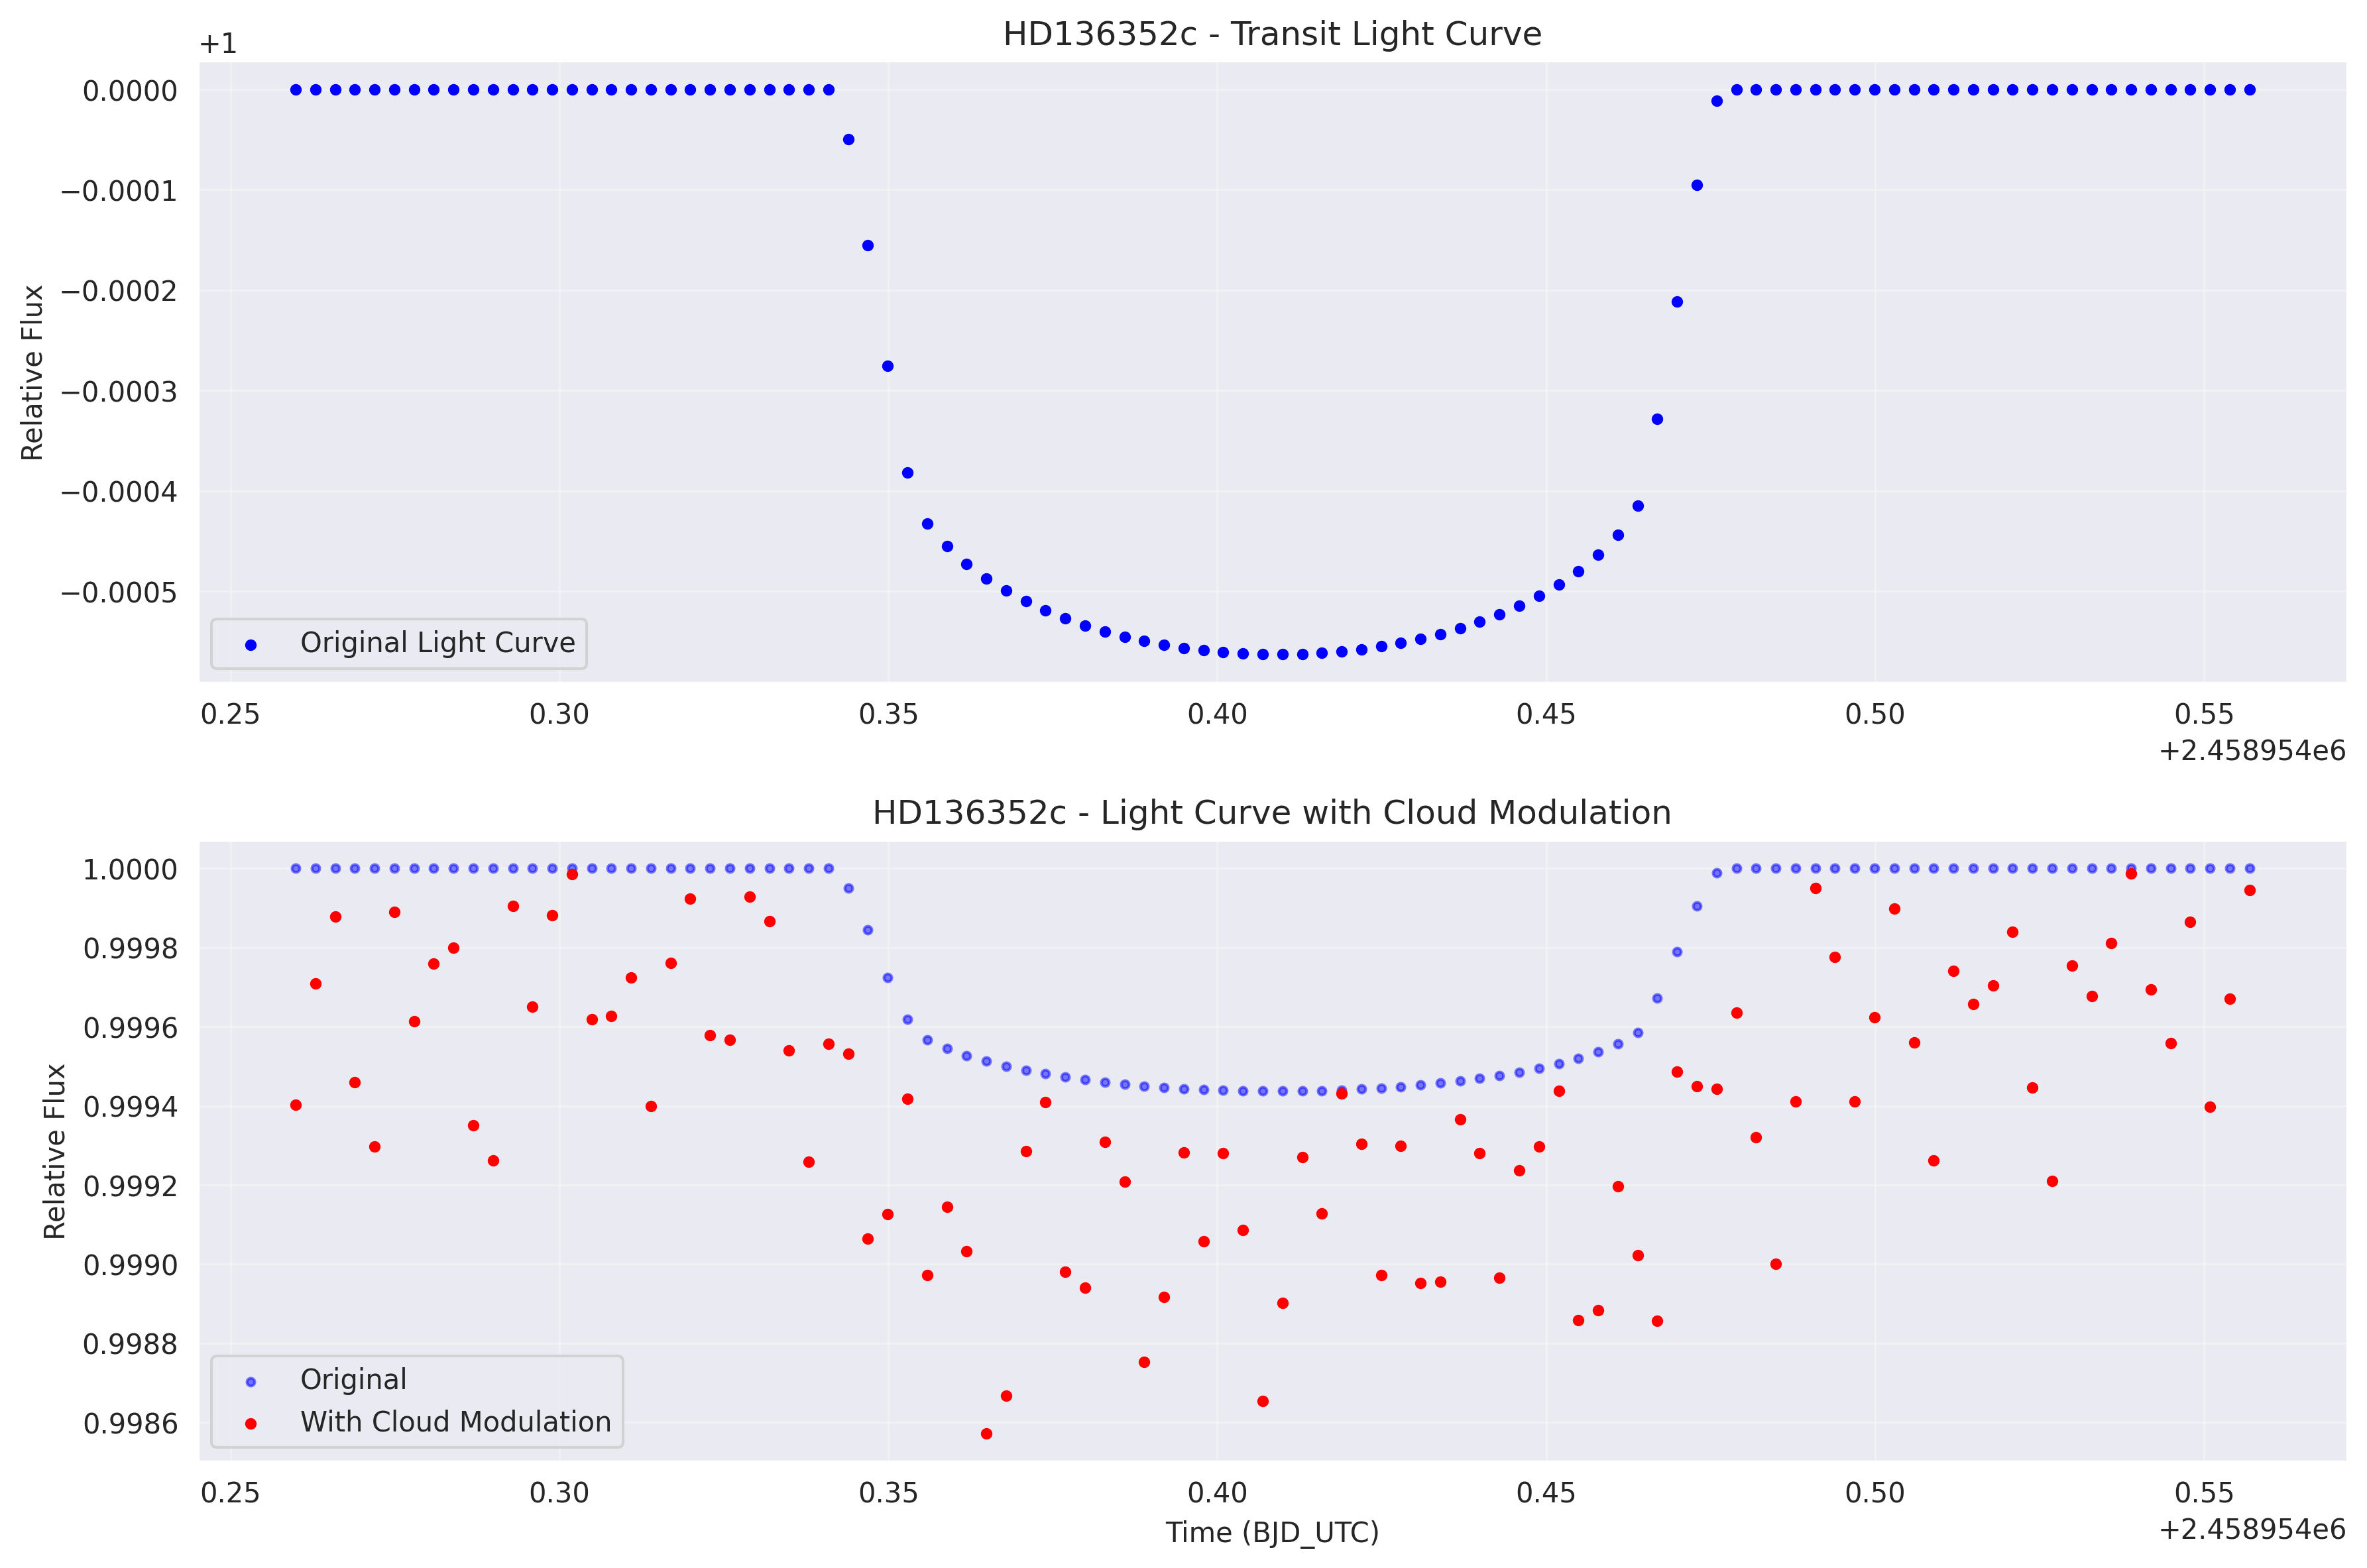 HD136352c - Transit Light Curve
+1
0.0000
−0.0001
−0.0002
−0.0003
−0.0004
−0.0005
Relative Flux
Original Light Curve
0.25 0.30 0.35 0.40 0.45 0.50 0.55
+2.458954e6
HD136352c - Light Curve with Cloud Modulation
1.0000
0.9998
0.9996
0.9994
0.9992
0.9990
0.9988
0.9986
Relative Flux
Original
With Cloud Modulation
0.25 0.30 0.35 0.40 0.45 0.50 0.55
Time (BJD_UTC)
+2.458954e6